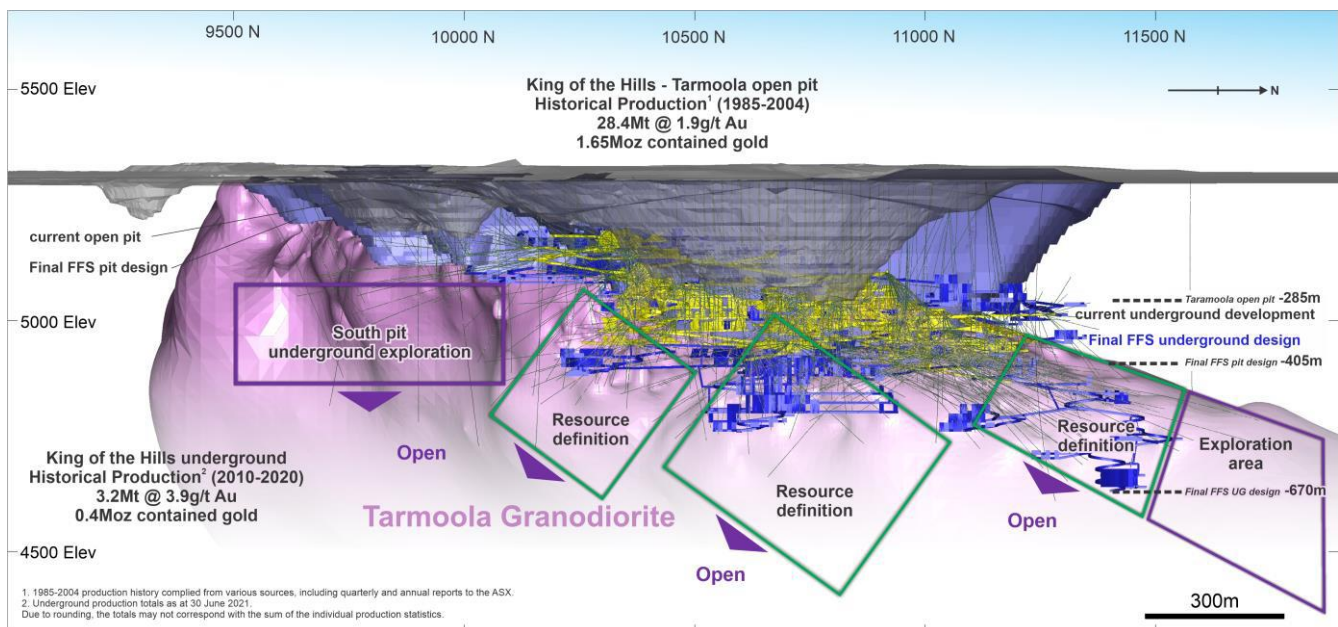 9500 N
10000 N
10500 N
11000 N
11500 N
5500 Elev
King of the Hills - Tarmoola open pit
Historical Production¹ (1985-2004)
28.4Mt @ 1.9g/t Au
1.65Moz contained gold
N
current open pit
Final FFS pit design
5000 Elev
South pit
underground exploration
Taramoola open pit -285m
current underground development
Final FFS underground design
Final FFS pit design -405m
Open
Resource
definition
Resource
definition
Resource
definition
Exploration
area
Final FFS UG design -670m
King of the Hills underground
Historical Production² (2010-2020)
3.2Mt @ 3.9g/t Au
0.4Moz contained gold
Tarmoola Granodiorite
Open
Open
4500 Elev
1. 1985-2004 production history complied from various sources, including quarterly and annual reports to the ASX.
2. Underground production totals as at 30 June 2021.
Due to rounding, the totals may not correspond with the sum of the individual production statistics.
300m